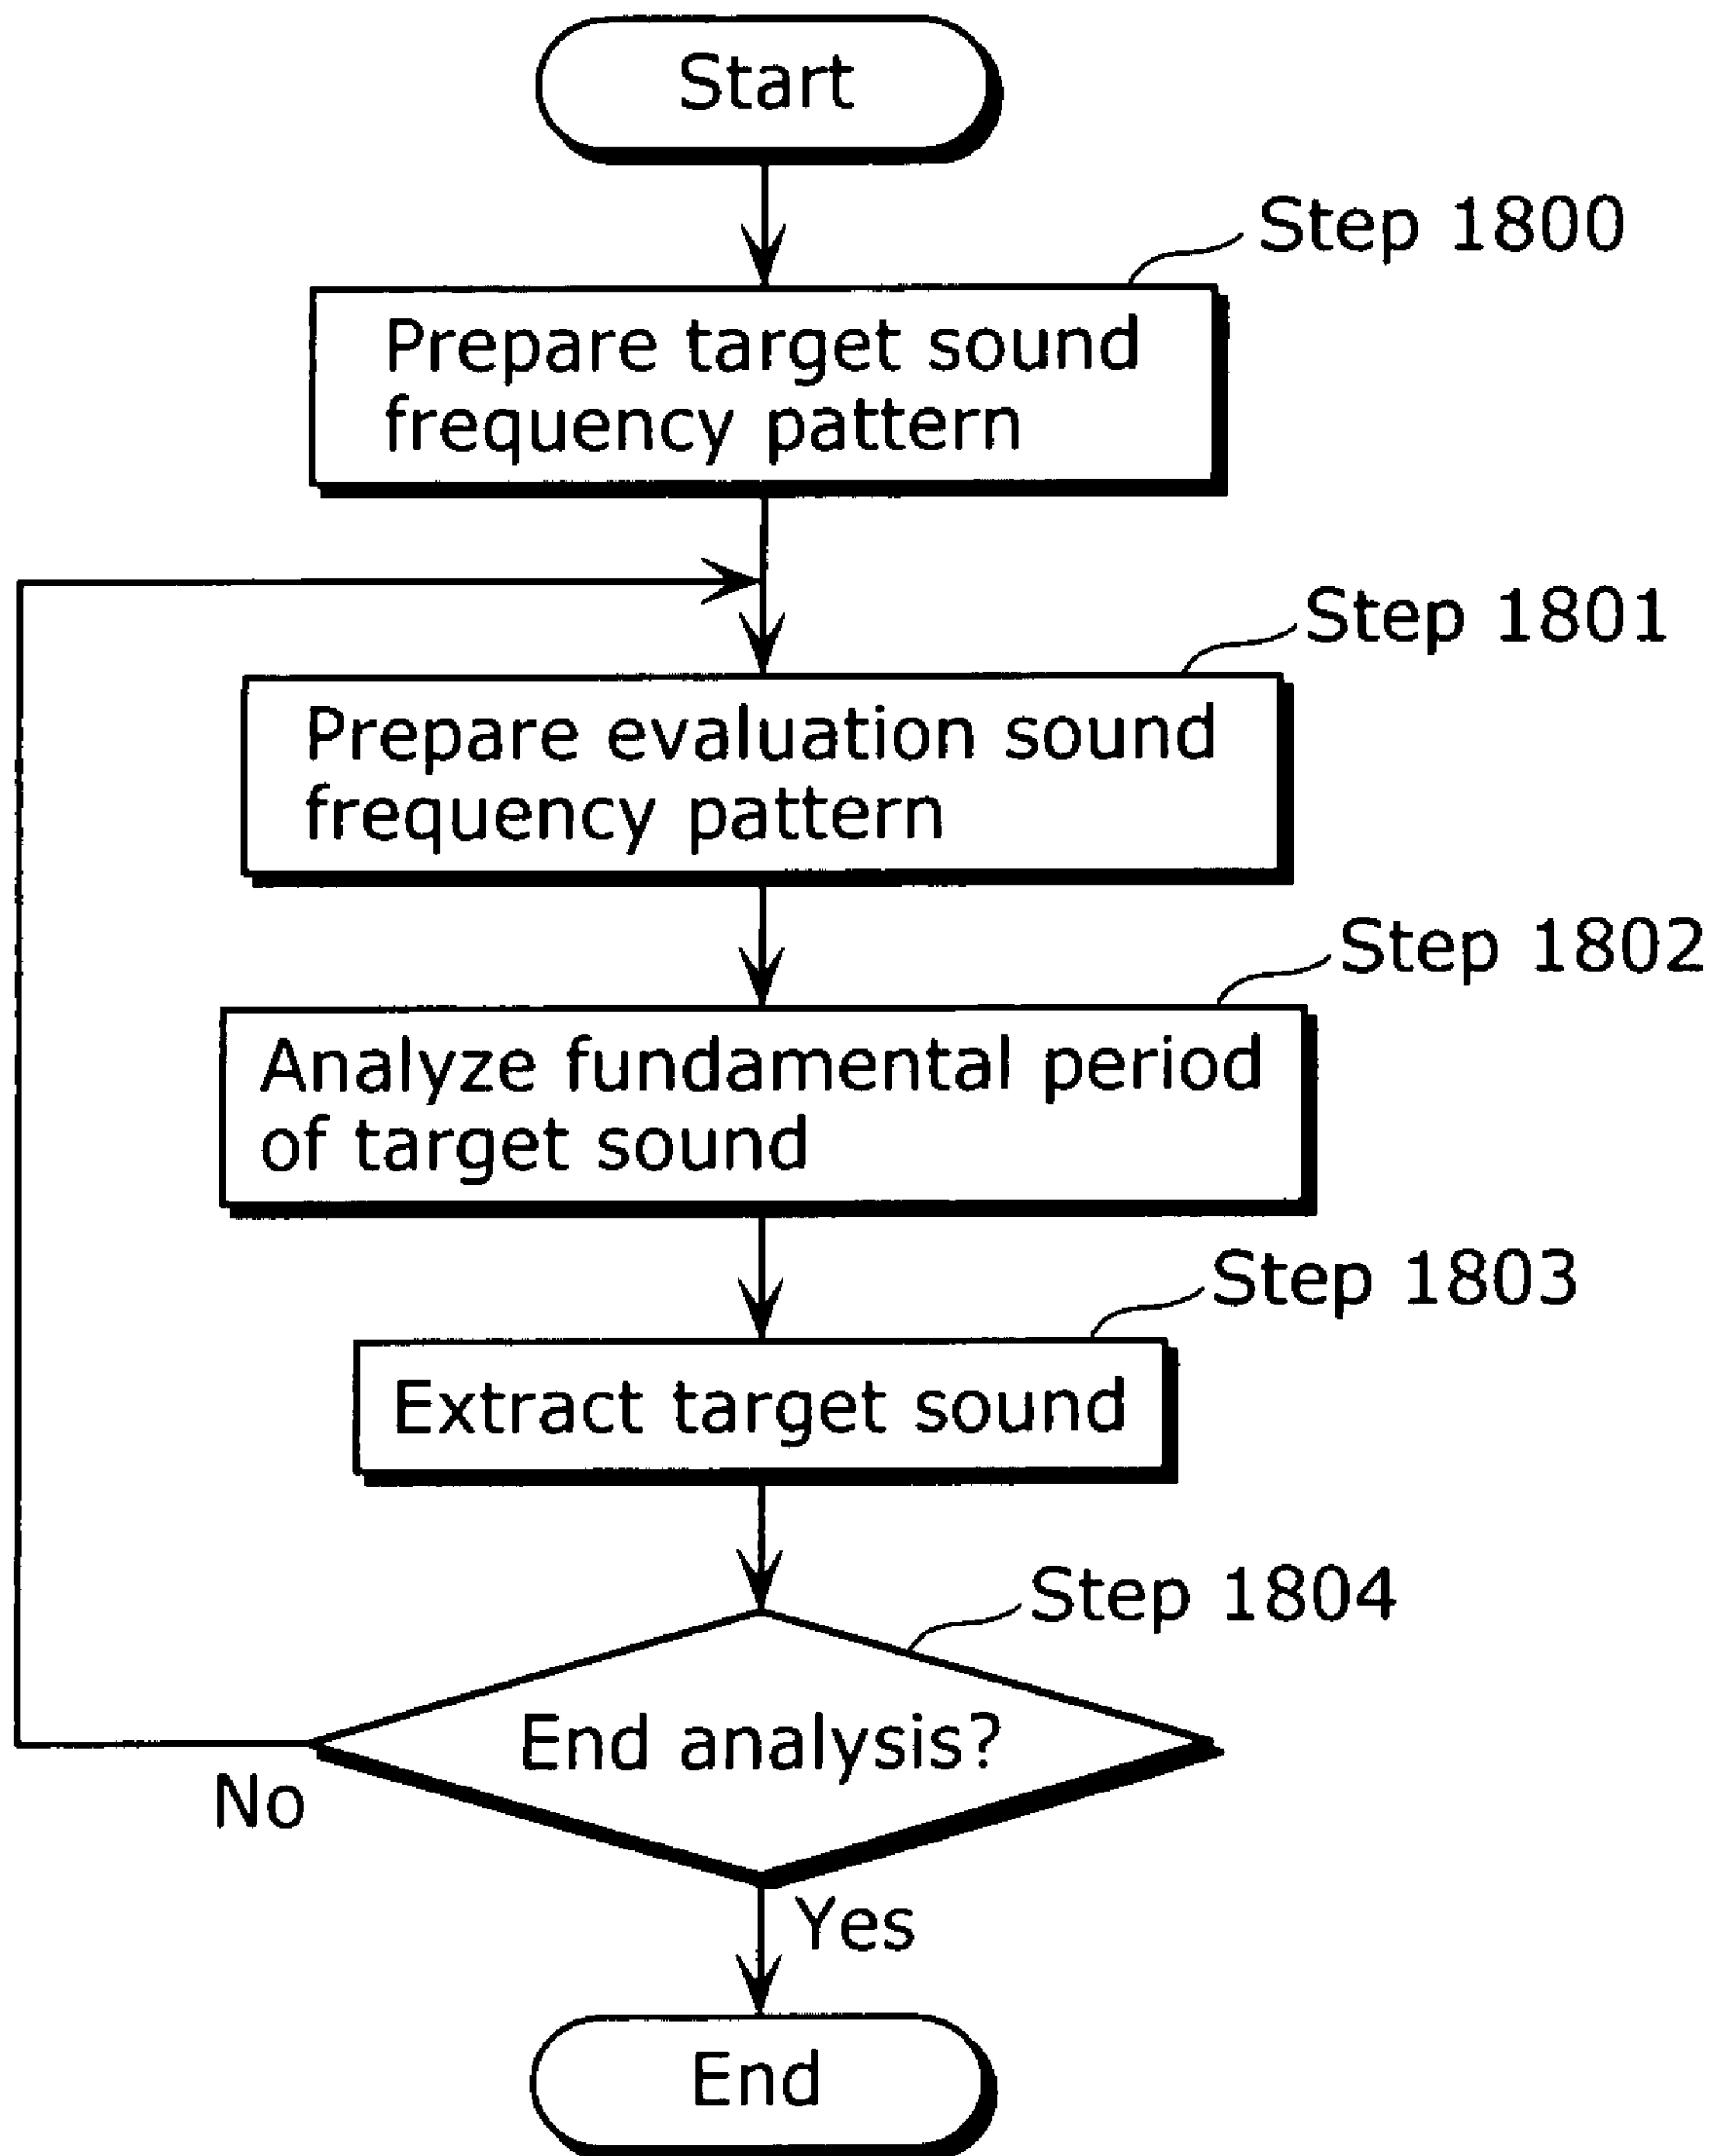 Start
Step 1800
Prepare target sound
frequency pattern
Step 1801
Prepare evaluation sound
frequency pattern
Step 1802
Analyze fundamental period
of target sound
Step 1803
Extract target sound
Step 1804
End analysis?
No
Yes
End